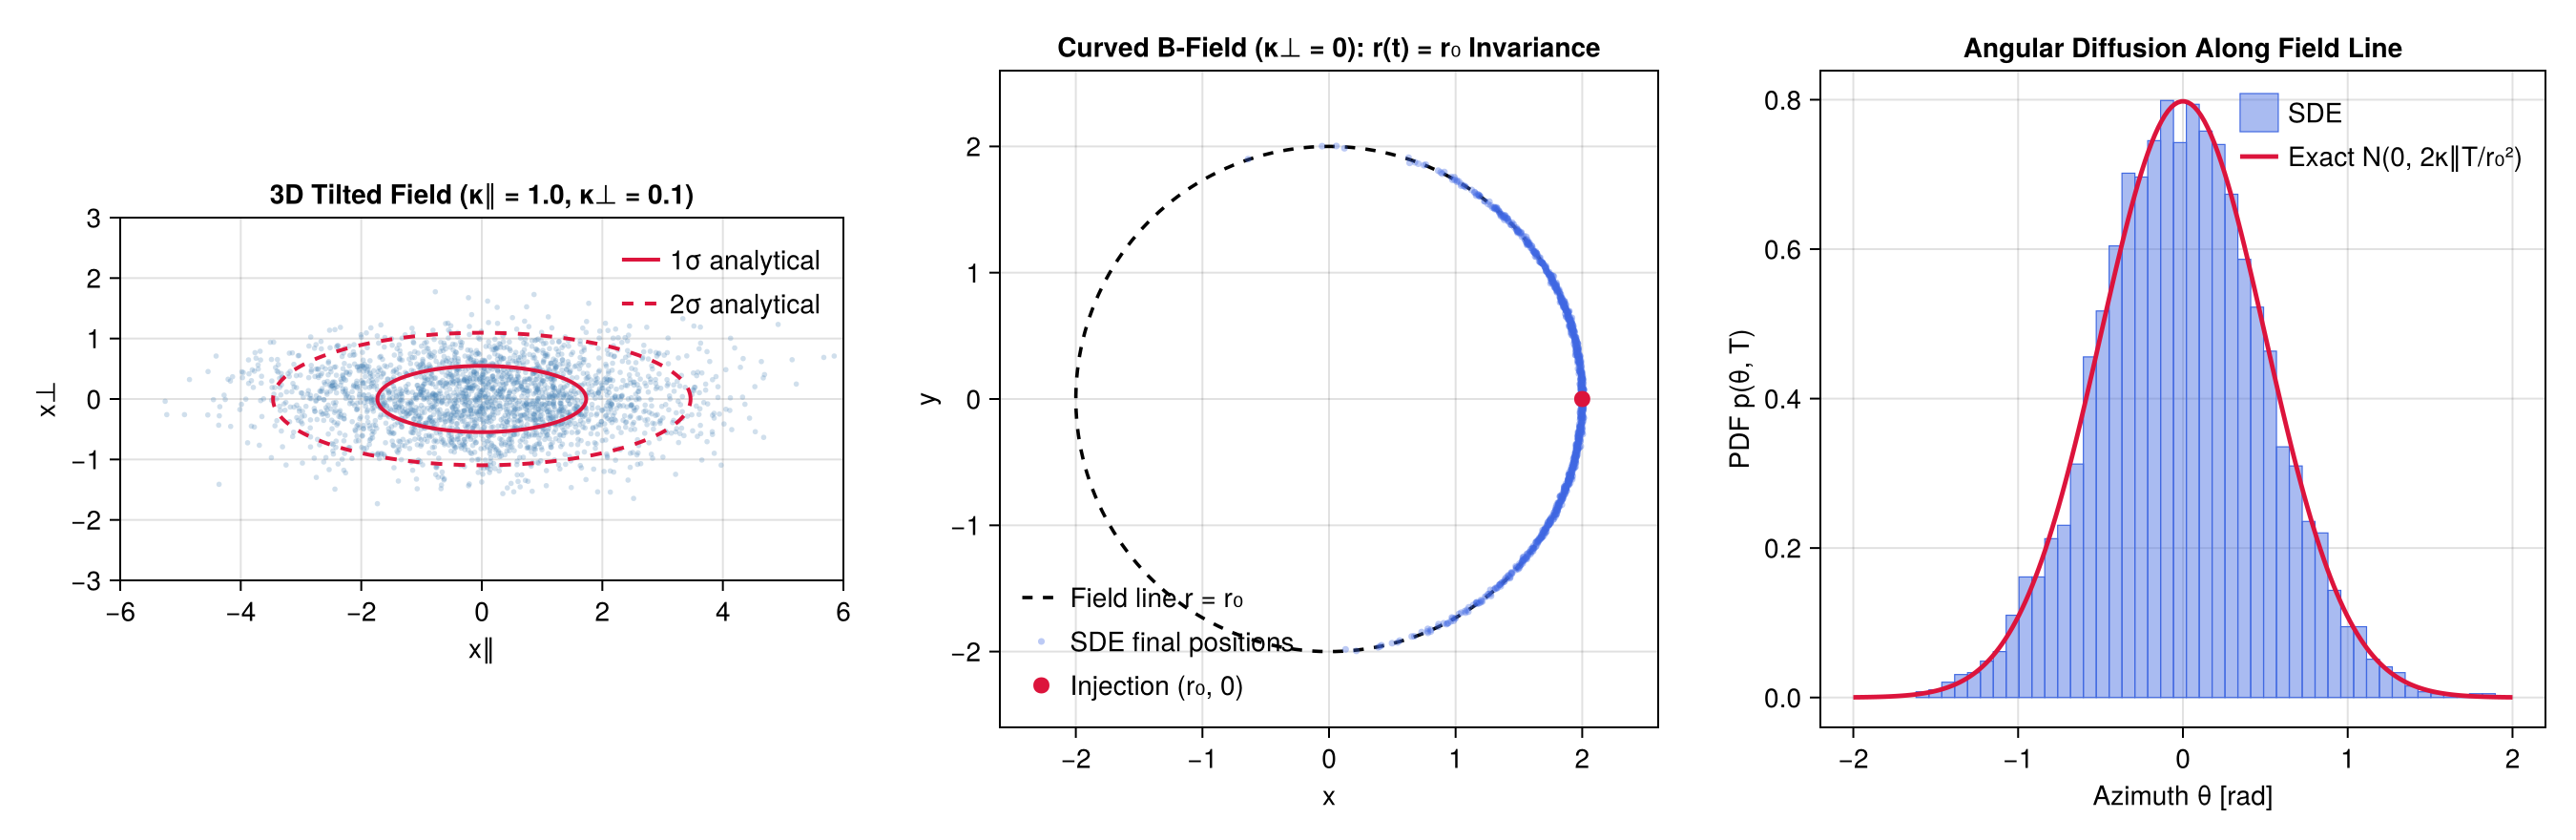 3D Tilted Field (κ∥ = 1.0, κ⊥ = 0.1)
1σ analytical
2σ analytical
3
2
1
0
−1
−2
−3
x⊥
−6
−4
−2
0
2
4
6
x∥
Curved B-Field (κ⊥ = 0): r(t) = r₀ Invariance
2
1
0
−1
−2
y
Field line r = r₀
SDE final positions
Injection (r₀, 0)
−2
−1
0
1
2
x
Angular Diffusion Along Field Line
SDE
Exact N(0, 2κ∥T/r₀²)
0.8
0.6
0.4
0.2
0.0
PDF p(θ, T)
−2
−1
0
1
2
Azimuth θ [rad]